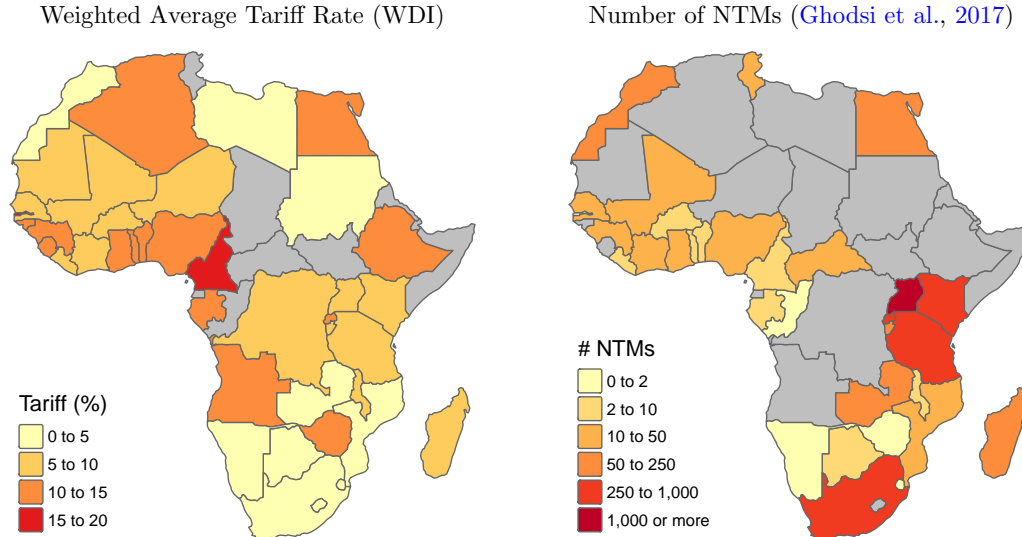 Weighted Average Tariff Rate (WDI)
Tariff (%)
0 to 5
5 to 10
10 to 15
15 to 20
Number of NTMs (Ghodsi et al., 2017)
# NTMs
0 to 2
2 to 10
10 to 50
50 to 250
250 to 1,000
1,000 or more